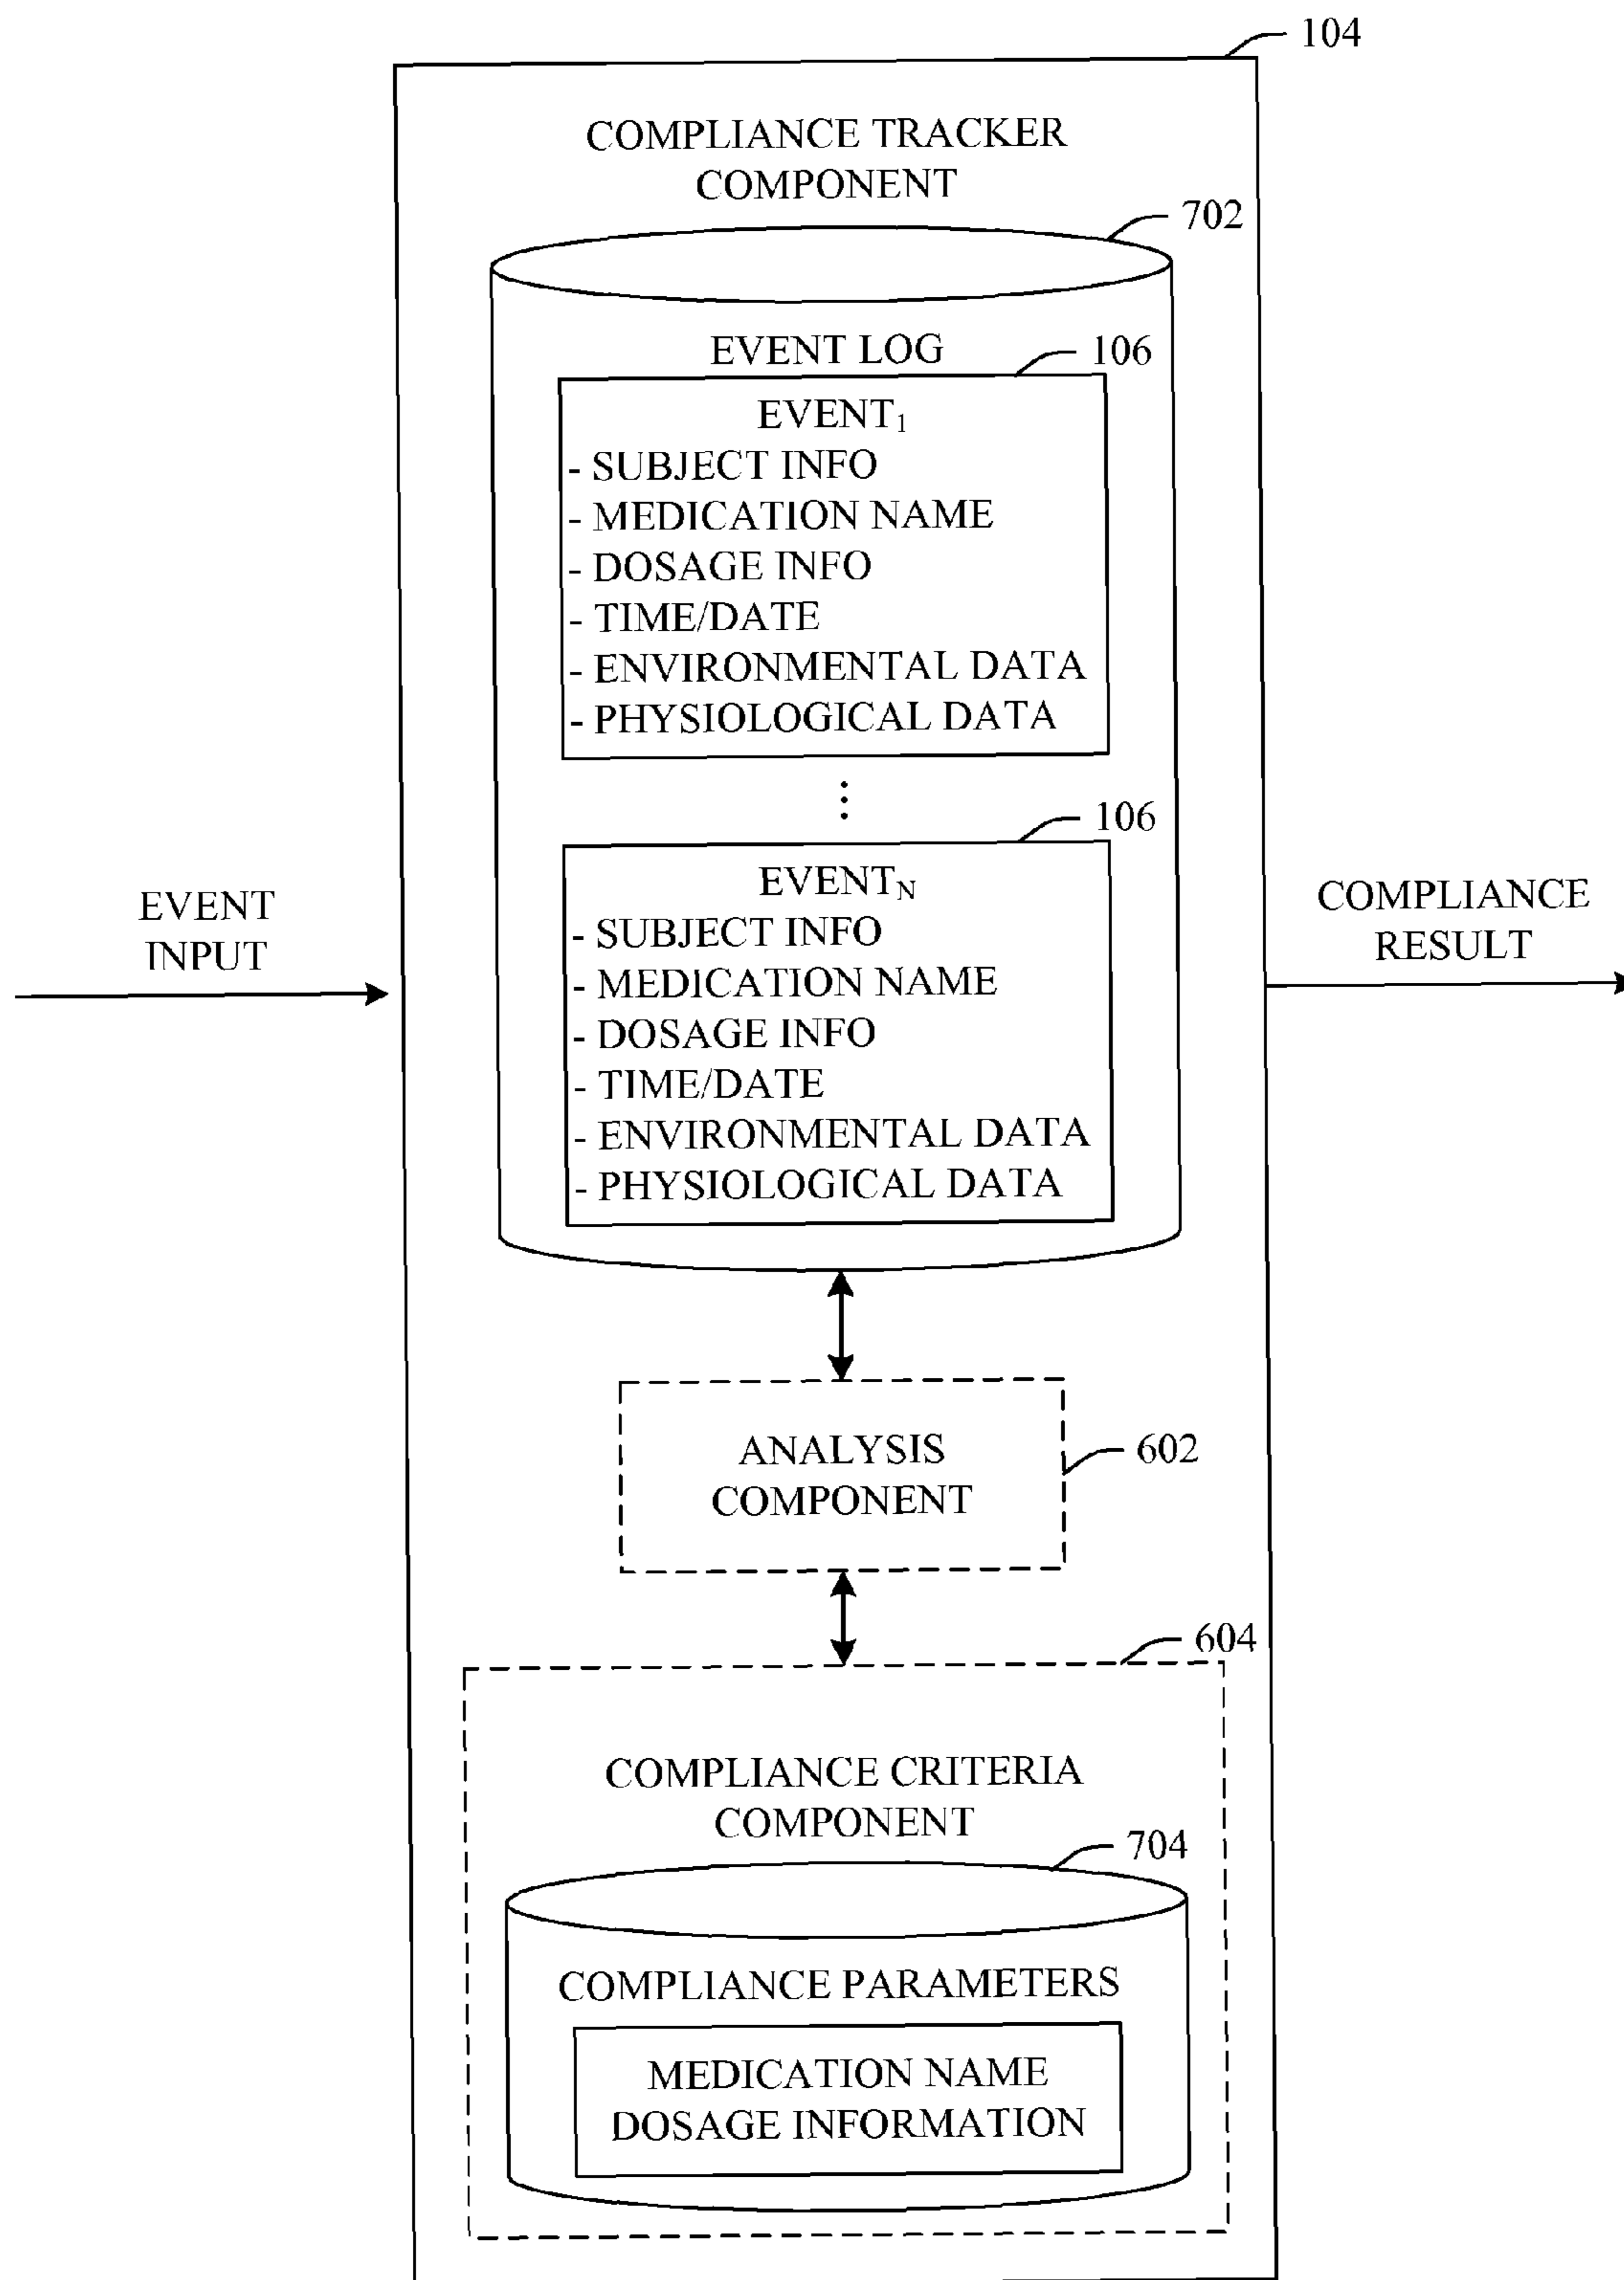 104
COMPLIANCE TRACKER
COMPONENT
702
EVENT LOG
106
EVENT₁
- SUBJECT INFO
- MEDICATION NAME
- DOSAGE INFO
- TIME/DATE
- ENVIRONMENTAL DATA
- PHYSIOLOGICAL DATA
106
EVENT_N
- SUBJECT INFO
- MEDICATION NAME
- DOSAGE INFO
- TIME/DATE
- ENVIRONMENTAL DATA
- PHYSIOLOGICAL DATA
EVENT
INPUT
COMPLIANCE
RESULT
ANALYSIS
COMPONENT
602
604
COMPLIANCE CRITERIA
COMPONENT
704
COMPLIANCE PARAMETERS
MEDICATION NAME
DOSAGE INFORMATION